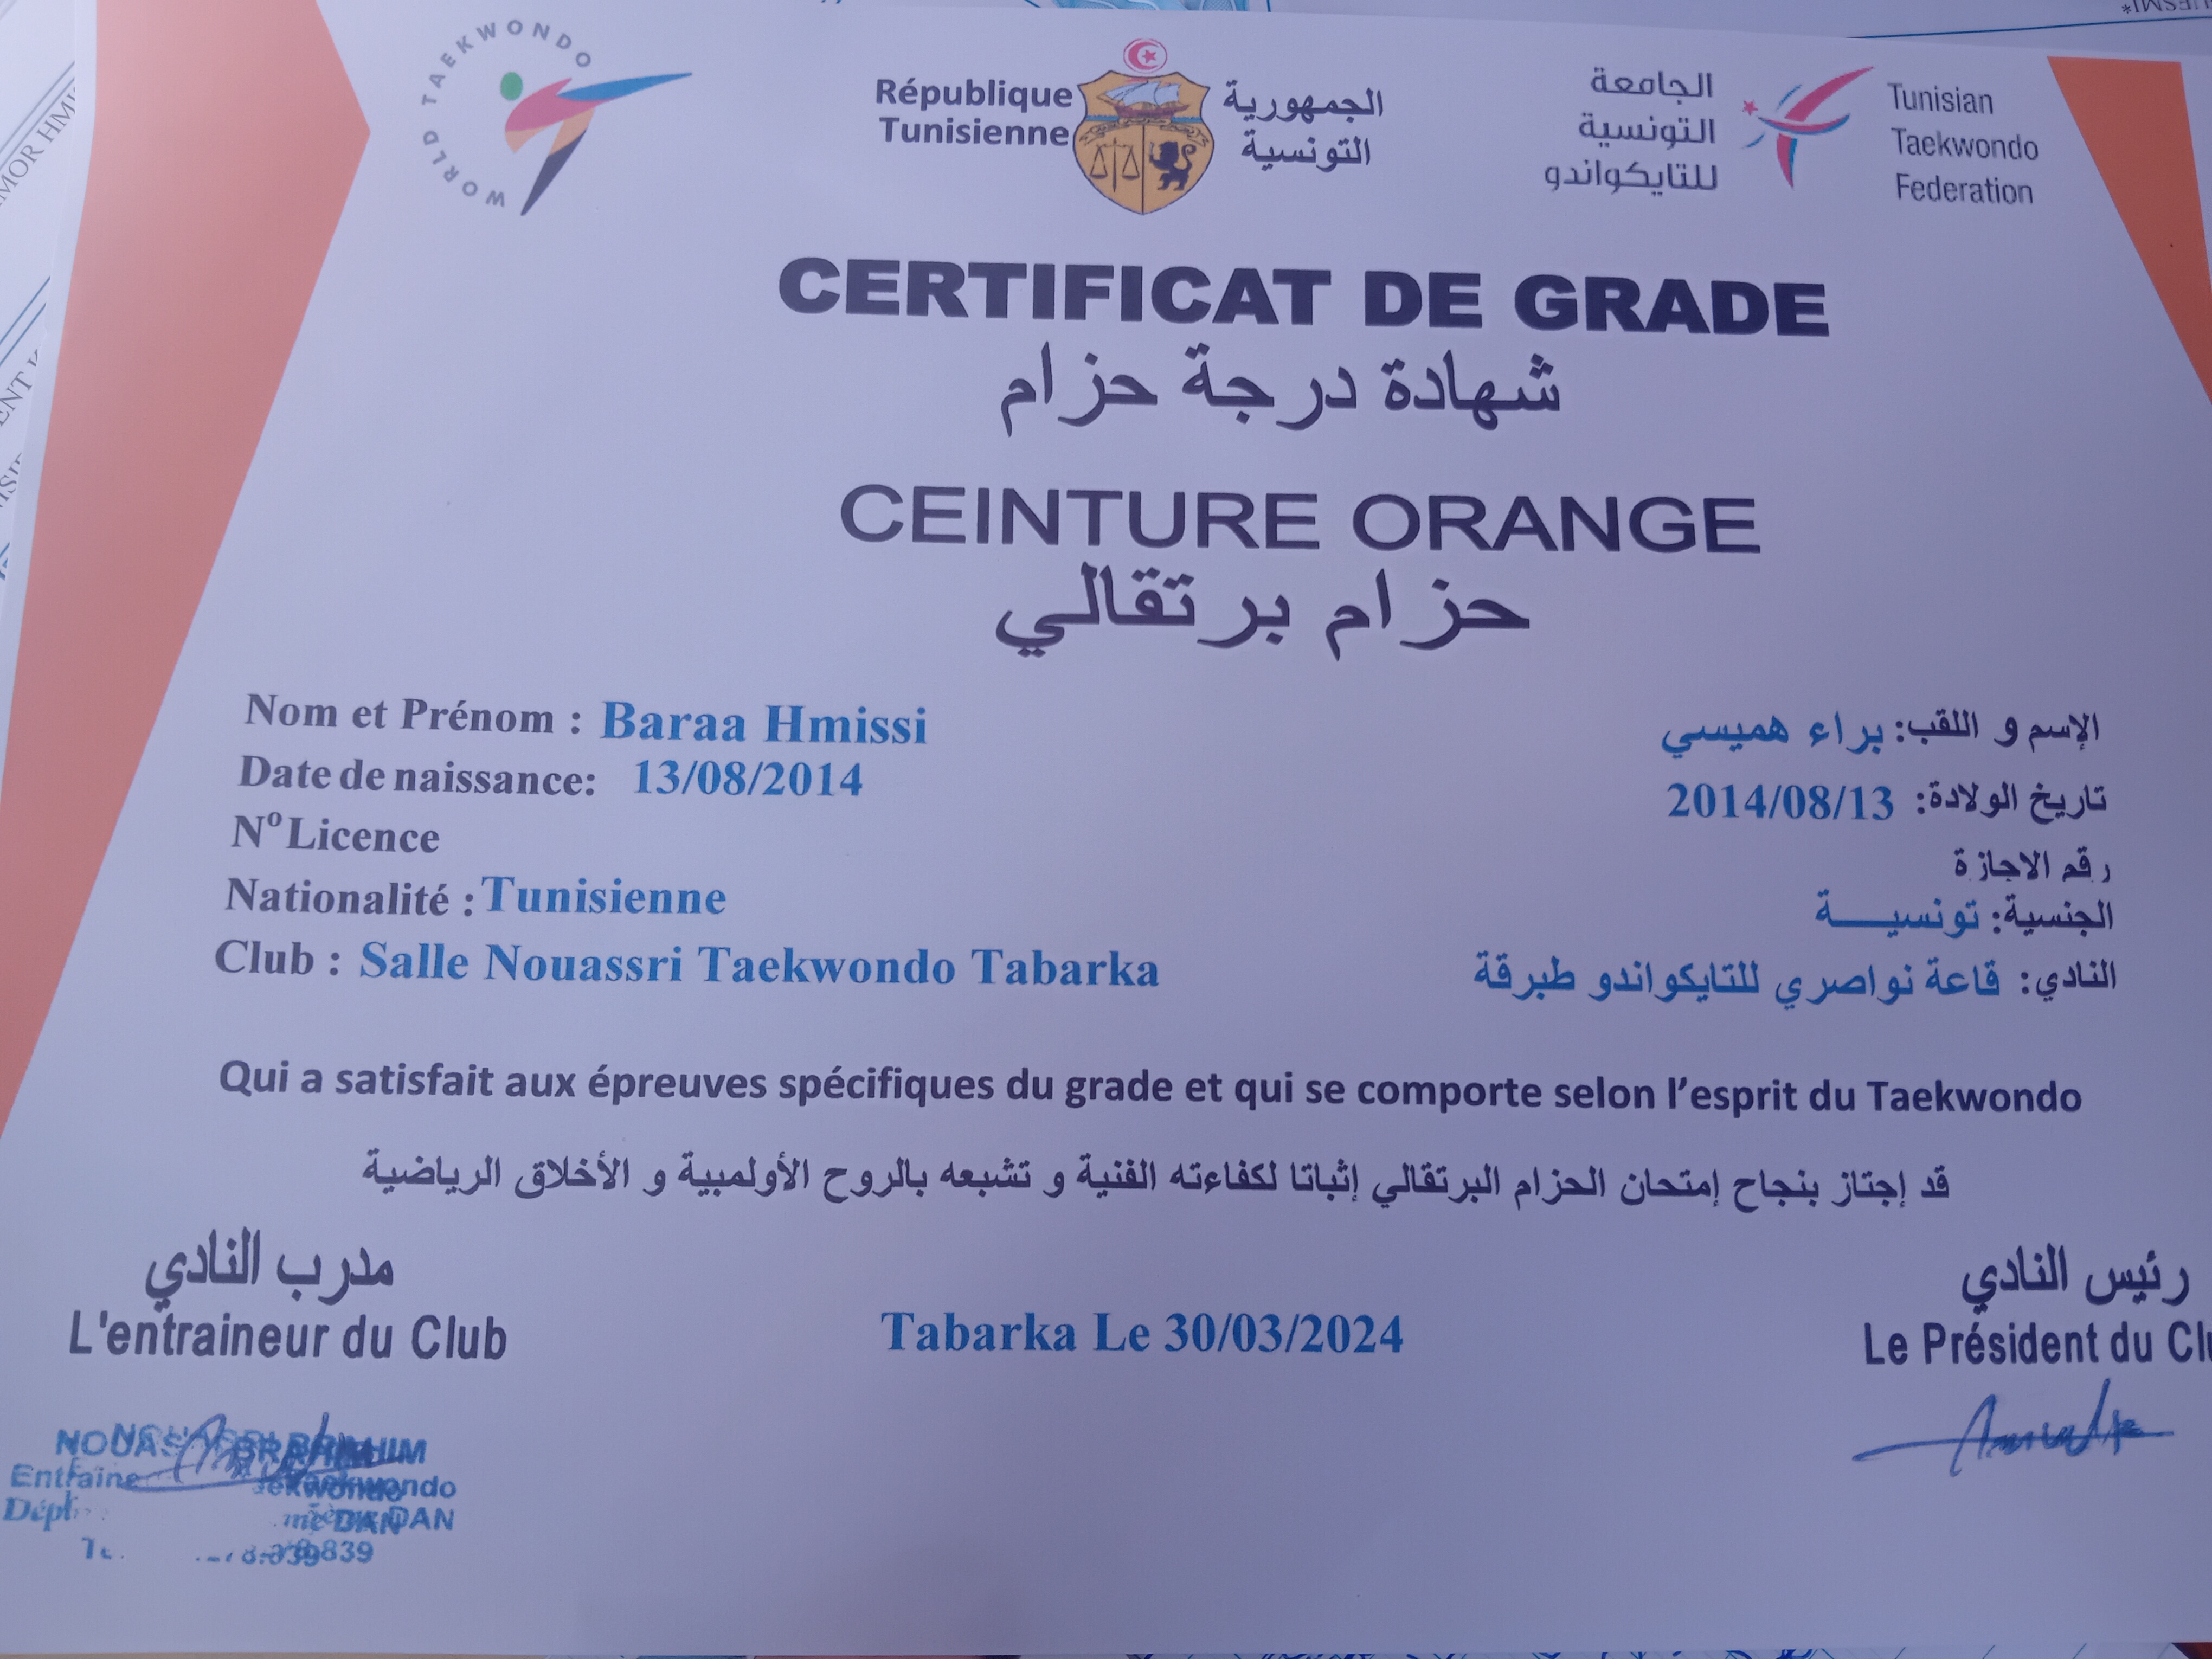 WORLD TAEKWONDO
République
Tunisienne
الجمهورية
التونسية
الجامعة
التونسية
للتايكواندو
Tunisian
Taekwondo
Federation
CERTIFICAT DE GRADE
شهادة درجة حزام
CEINTURE ORANGE
حزام برتقالي
Nom et Prénom : Baraa Hmissi
الإسم و اللقب: براء هميسي
Date de naissance: 13/08/2014
تاريخ الولادة: 2014/08/13
NºLicence
رقم الاجازة
Nationalité : Tunisienne
الجنسية: تونسيـــــة
Club : Salle Nouassri Taekwondo Tabarka
النادي: قاعة نواصري للتايكواندو طبرقة
Qui a satisfait aux épreuves spécifiques du grade et qui se comporte selon l'esprit du Taekwondo
قد إجتاز بنجاح إمتحان الحزام البرتقالي إثباتا لكفاءته الفنية و تشبعه بالروح الأولمبية و الأخلاق الرياضية
مدرب النادي
L'entraineur du Club
Tabarka Le 30/03/2024
رئيس النادي
Le Président du Clu
DAN
839
MOR HMI